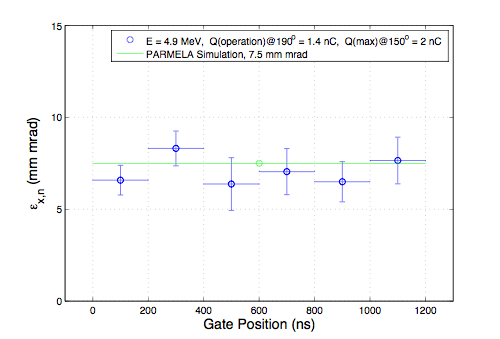 E = 4.9 MeV, Q(operation)@190° = 1.4 nC, Q(max)@150° = 2 nC
PARMELA Simulation, 7.5 mm mrad
15
10
5
0
εx,n (mm mrad)
0 200 400 600 800 1000 1200
Gate Position (ns)